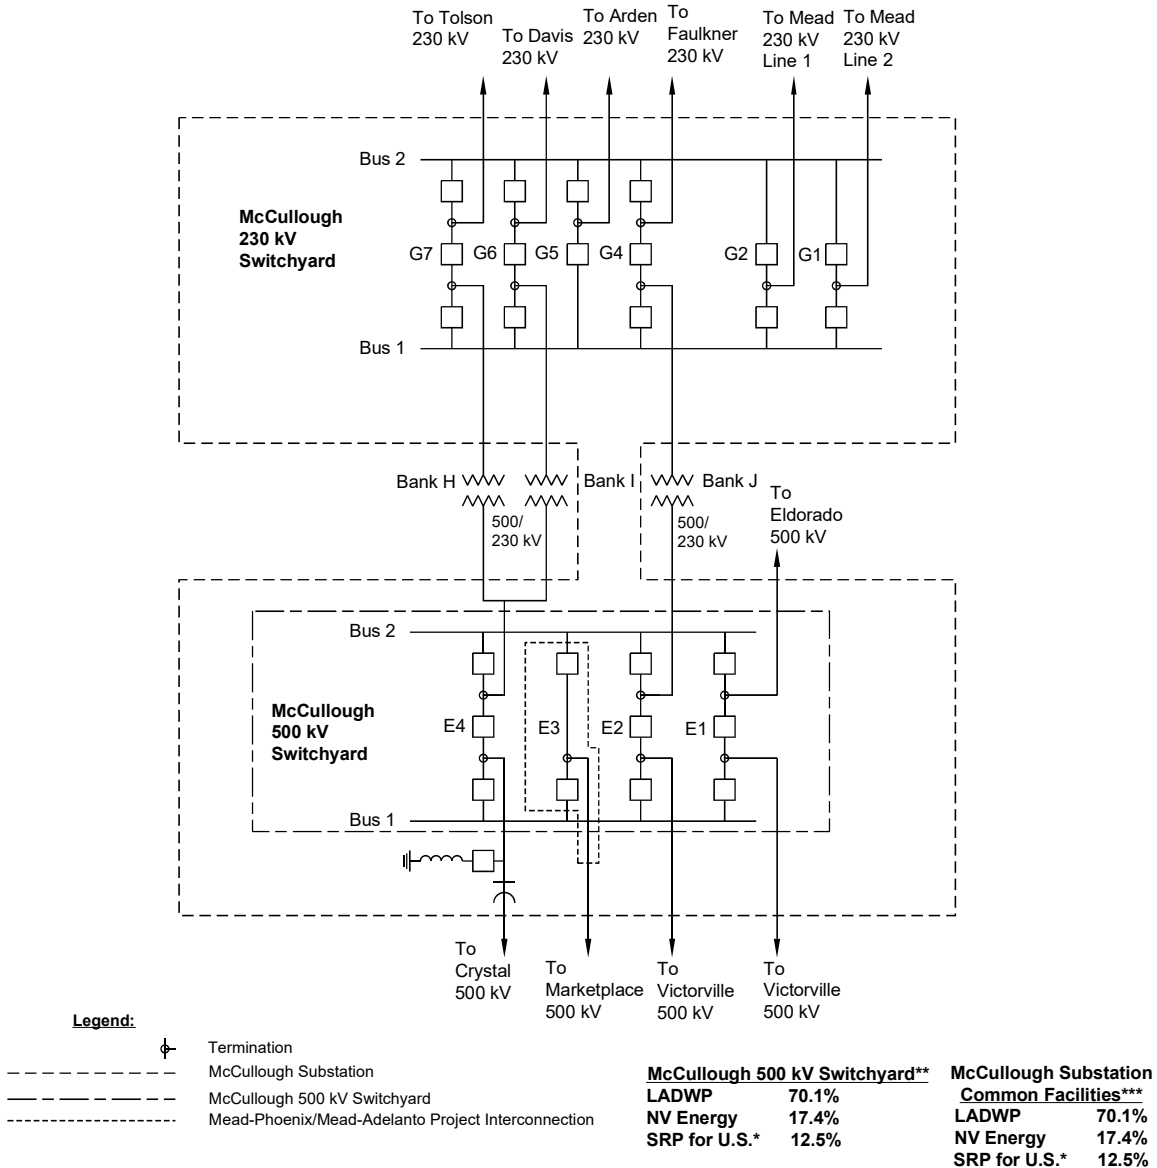 To Tolson
230 kV
To Davis
230 kV
To Arden
230 kV
To
Faulkner
230 kV
To Mead
230 kV
Line 1
To Mead
230 kV
Line 2
Bus 2
McCullough
230 kV
Switchyard
G7
G6
G5
G4
G2
G1
Bus 1
Bank H
Bank I
Bank J
500/
230 kV
500/
230 kV
To
Eldorado
500 kV
Bus 2
McCullough
500 kV
Switchyard
E4
E3
E2
E1
Bus 1
To
Crystal
500 kV
To
Marketplace
500 kV
To
Victorville
500 kV
To
Victorville
500 kV
Legend:
Termination
McCullough Substation
McCullough 500 kV Switchyard
Mead-Phoenix/Mead-Adelanto Project Interconnection
McCullough 500 kV Switchyard**
LADWP 70.1%
NV Energy 17.4%
SRP for U.S.* 12.5%
McCullough Substation
Common Facilities***
LADWP 70.1%
NV Energy 17.4%
SRP for U.S.* 12.5%